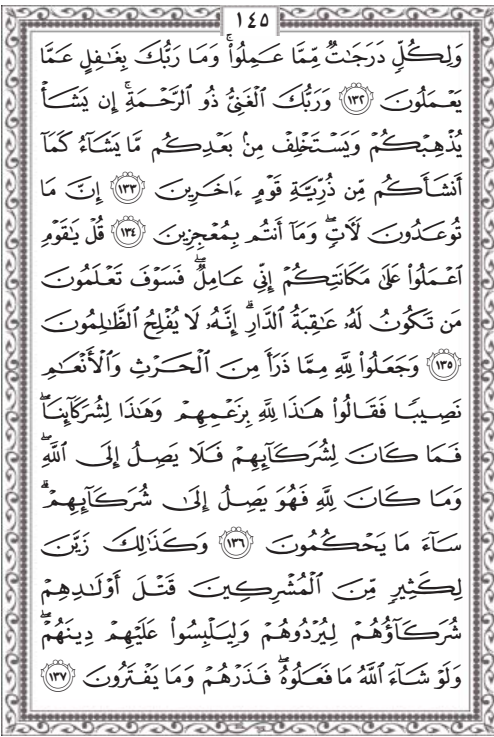 ١٤٥
وَلِكُلٍّ دَرَجَٰتٌ مِّمَّا عَمِلُوا۟ ۚ وَمَا رَبُّكَ بِغَٰفِلٍ عَمَّا
يَعْمَلُونَ ١٣٢ وَرَبُّكَ ٱلْغَنِىُّ ذُو ٱلرَّحْمَةِ ۚ إِن يَشَأْ
يُذْهِبْكُمْ وَيَسْتَخْلِفْ مِنۢ بَعْدِكُم مَّا يَشَآءُ كَمَآ
أَنشَأَكُم مِّن ذُرِّيَّةِ قَوْمٍ ءَاخَرِينَ ١٣٣ إِنَّ مَا
تُوعَدُونَ لَـَٔاتٍ ۖ وَمَآ أَنتُم بِمُعْجِزِينَ ١٣٤ قُلْ يَٰقَوْمِ
ٱعْمَلُوا۟ عَلَىٰ مَكَانَتِكُمْ إِنِّى عَامِلٌ ۖ فَسَوْفَ تَعْلَمُونَ
مَن تَكُونُ لَهُۥ عَٰقِبَةُ ٱلدَّارِ ۗ إِنَّهُۥ لَا يُفْلِحُ ٱلظَّٰلِمُونَ
١٣٥ وَجَعَلُوا۟ لِلَّهِ مِمَّا ذَرَأَ مِنَ ٱلْحَرْثِ وَٱلْأَنْعَٰمِ
نَصِيبًا فَقَالُوا۟ هَٰذَا لِلَّهِ بِزَعْمِهِمْ وَهَٰذَا لِشُرَكَآئِنَا ۖ
فَمَا كَانَ لِشُرَكَآئِهِمْ فَلَا يَصِلُ إِلَى ٱللَّهِ ۖ
وَمَا كَانَ لِلَّهِ فَهُوَ يَصِلُ إِلَىٰ شُرَكَآئِهِمْ ۗ
سَآءَ مَا يَحْكُمُونَ ١٣٦ وَكَذَٰلِكَ زَيَّنَ
لِكَثِيرٍ مِّنَ ٱلْمُشْرِكِينَ قَتْلَ أَوْلَٰدِهِمْ
شُرَكَآؤُهُمْ لِيُرْدُوهُمْ وَلِيَلْبِسُوا۟ عَلَيْهِمْ دِينَهُمْ ۖ
وَلَوْ شَآءَ ٱللَّهُ مَا فَعَلُوهُ ۖ فَذَرْهُمْ وَمَا يَفْتَرُونَ ١٣٧